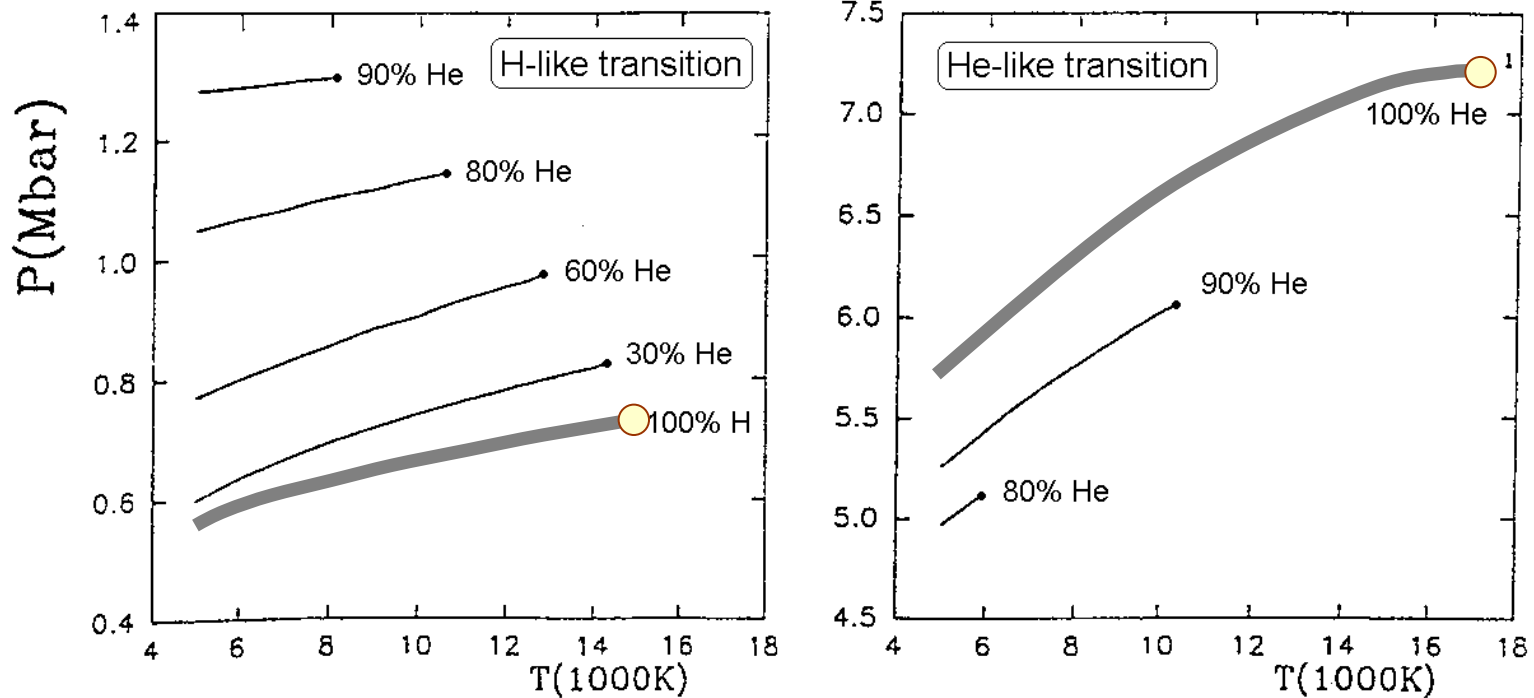 H-like transition
P(Mbar)
1.4
1.2
1.0
0.8
0.6
0.4
90% He
80% He
60% He
30% He
100% H
4 6 8 10 12 14 16 18
T(1000K)
He-like transition
7.5
7.0
6.5
6.0
5.5
5.0
4.5
1
100% He
90% He
80% He
4 6 8 10 12 14 16 18
T(1000K)